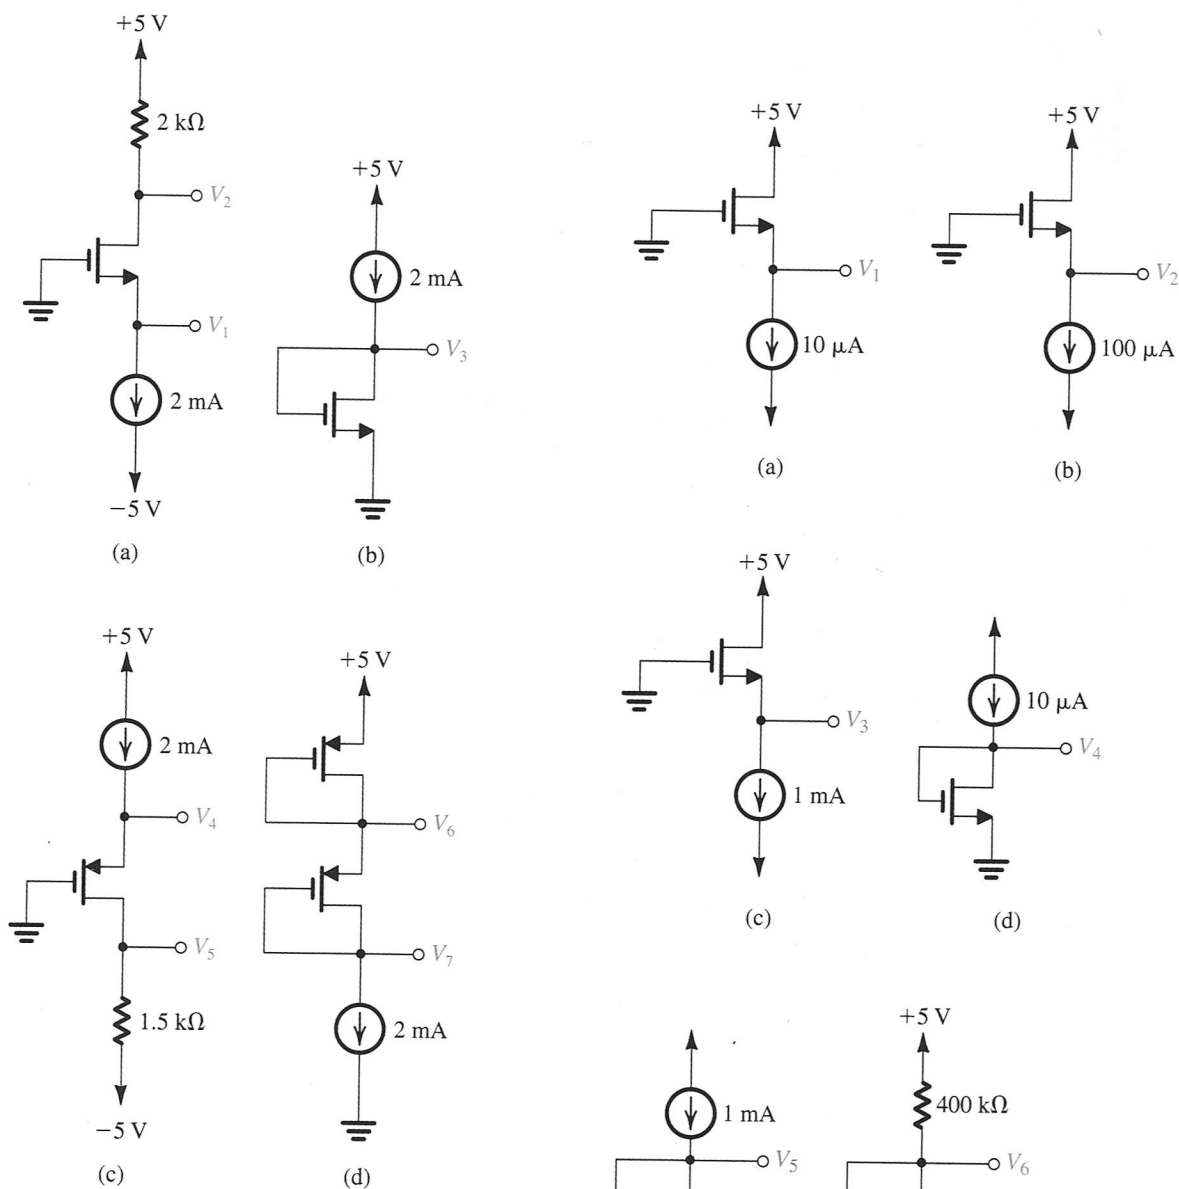 +5 V
2 kΩ
V2
V1
2 mA
−5 V
(a)
+5 V
2 mA
V3
(b)
+5 V
2 mA
V4
V5
1.5 kΩ
−5 V
(c)
+5 V
V6
V7
2 mA
(d)
+5 V
V1
10 μA
(a)
+5 V
V2
100 μA
(b)
+5 V
V3
1 mA
(c)
10 μA
V4
(d)
1 mA
V5
+5 V
400 kΩ
V6